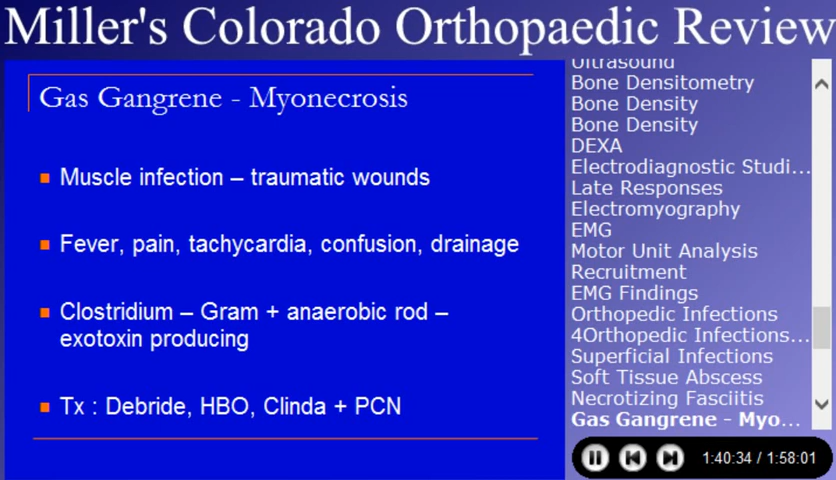 Miller's Colorado Orthopaedic Review
Gas Gangrene - Myonecrosis
Muscle infection – traumatic wounds
Fever, pain, tachycardia, confusion, drainage
Clostridium – Gram + anaerobic rod –
exotoxin producing
Tx : Debride, HBO, Clinda + PCN
Ultrasound
Bone Densitometry
Bone Density
Bone Density
DEXA
Electrodiagnostic Studi...
Late Responses
Electromyography
EMG
Motor Unit Analysis
Recruitment
EMG Findings
Orthopedic Infections
4Orthopedic Infections...
Superficial Infections
Soft Tissue Abscess
Necrotizing Fasciitis
Gas Gangrene - Myo...
1:40:34 / 1:58:01